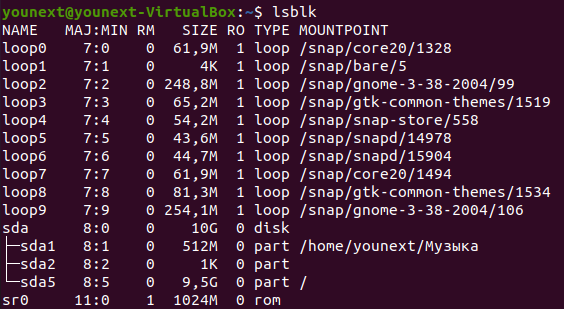 younext@younext-VirtualBox:~$ lsblk
NAME   MAJ:MIN RM   SIZE RO TYPE MOUNTPOINT
loop0    7:0    0  61,9M  1 loop /snap/core20/1328
loop1    7:1    0     4K  1 loop /snap/bare/5
loop2    7:2    0 248,8M  1 loop /snap/gnome-3-38-2004/99
loop3    7:3    0  65,2M  1 loop /snap/gtk-common-themes/1519
loop4    7:4    0  54,2M  1 loop /snap/snap-store/558
loop5    7:5    0  43,6M  1 loop /snap/snapd/14978
loop6    7:6    0  44,7M  1 loop /snap/snapd/15904
loop7    7:7    0  61,9M  1 loop /snap/core20/1494
loop8    7:8    0  81,3M  1 loop /snap/gtk-common-themes/1534
loop9    7:9    0 254,1M  1 loop /snap/gnome-3-38-2004/106
sda      8:0    0    10G  0 disk
├─sda1   8:1    0   512M  0 part /home/younext/Музыка
├─sda2   8:2    0     1K  0 part
└─sda5   8:5    0   9,5G  0 part /
sr0     11:0    1  1024M  0 rom